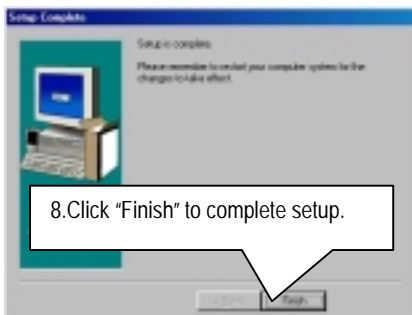 Setup Complete
Setup is complete.
Please remember to restart your computer system for the
changes to take effect.
8.Click “Finish” to complete setup.
< Back
Finish